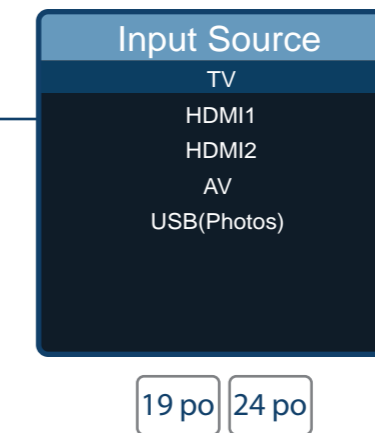 Input Source
TV
HDMI1
HDMI2
AV
USB(Photos)
19 po 24 po